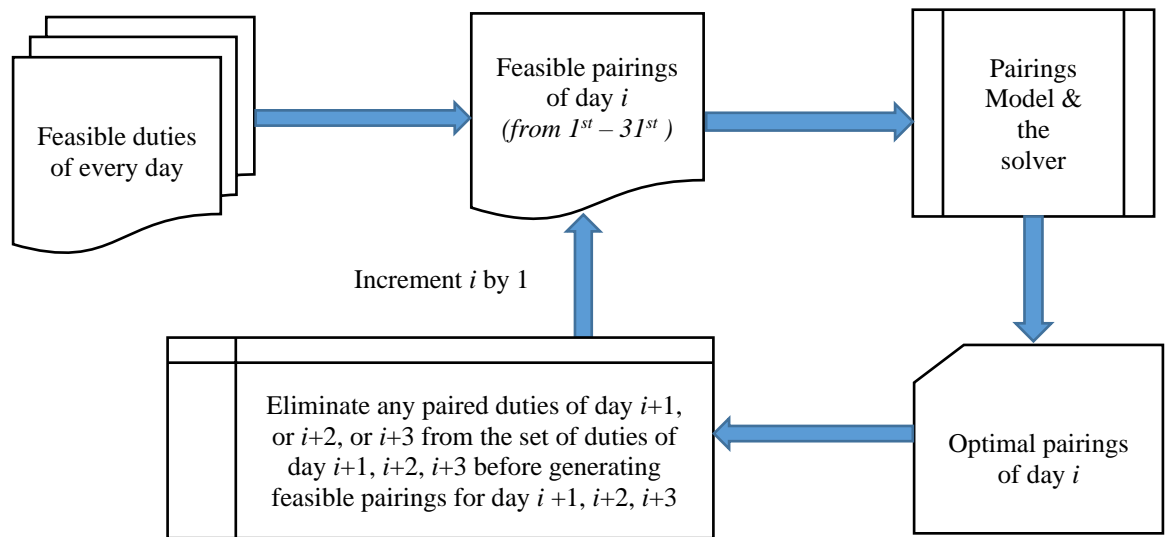 Feasible duties
of every day
Feasible pairings
of day i
(from 1st – 31st )
Pairings
Model &
the
solver
Increment i by 1
Eliminate any paired duties of day i+1,
or i+2, or i+3 from the set of duties of
day i+1, i+2, i+3 before generating
feasible pairings for day i +1, i+2, i+3
Optimal pairings
of day i